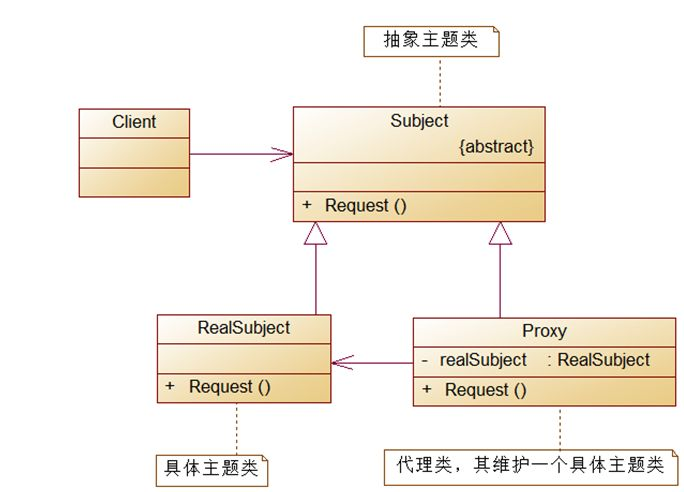 抽象主题类
Client
Subject
{abstract}
+ Request ()
RealSubject
+ Request ()
Proxy
- realSubject : RealSubject
+ Request ()
具体主题类
代理类，其维护一个具体主题类